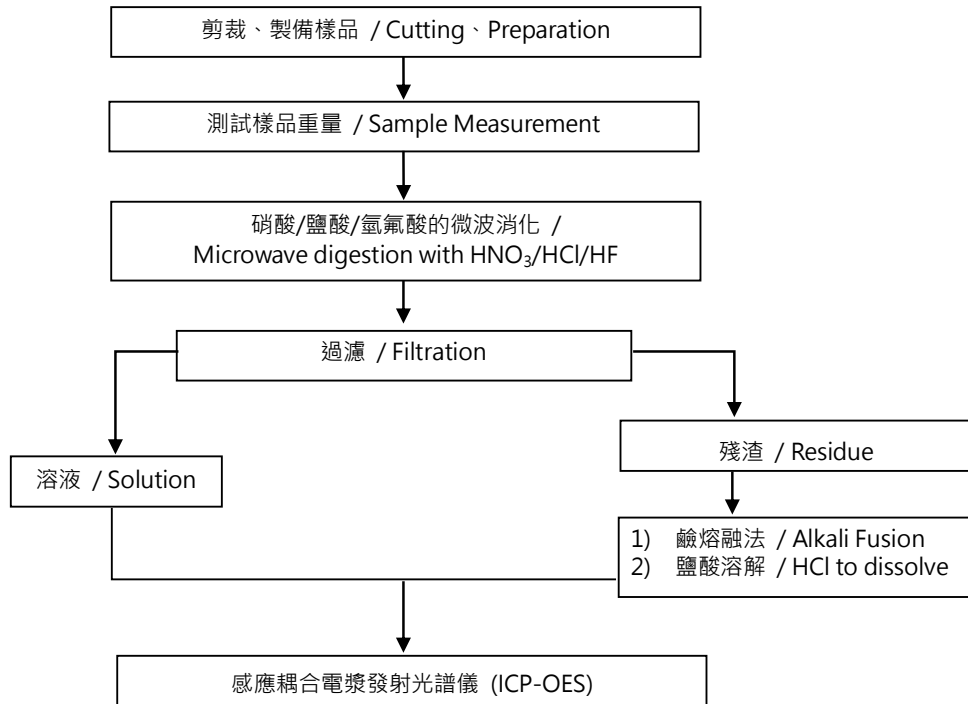 剪裁、製備樣品 / Cutting、Preparation
測試樣品重量 / Sample Measurement
硝酸/鹽酸/氫氟酸的微波消化 /
Microwave digestion with HNO₃/HCl/HF
過濾 / Filtration
溶液 / Solution
殘渣 / Residue
1) 鹼熔融法 / Alkali Fusion
2) 鹽酸溶解 / HCl to dissolve
感應耦合電漿發射光譜儀 (ICP-OES)